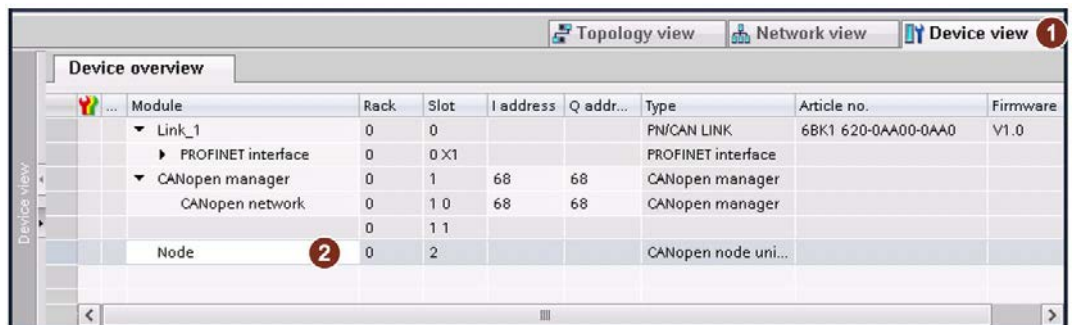 Topology view Network view Device view 1
Device overview
... Module Rack Slot I address Q addr... Type Article no. Firmware
Link_1 0 0 PN/CAN LINK 6BK1 620-0AA00-0AA0 V1.0
PROFINET interface 0 0 X1 PROFINET interface
CANopen manager 0 1 68 68 CANopen manager
CANopen network 0 1 0 68 68 CANopen manager
0 1 1
Node 2 0 2 CANopen node uni...
Device view